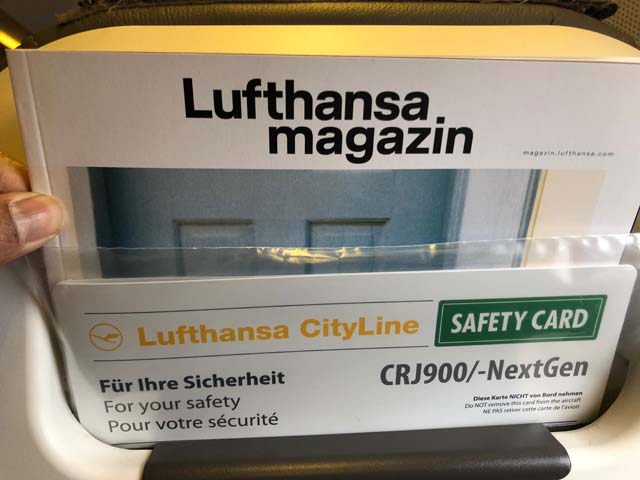 Lufthansa
magazin
magazin.lufthansa.com
Lufthansa CityLine
SAFETY CARD
CRJ900/-NextGen
Für Ihre Sicherheit
For your safety
Pour votre sécurité
Diese Karte NICHT von Bord nehmen
Do NOT remove this card from the aircraft
NE PAS retirer cette carte de l'avion